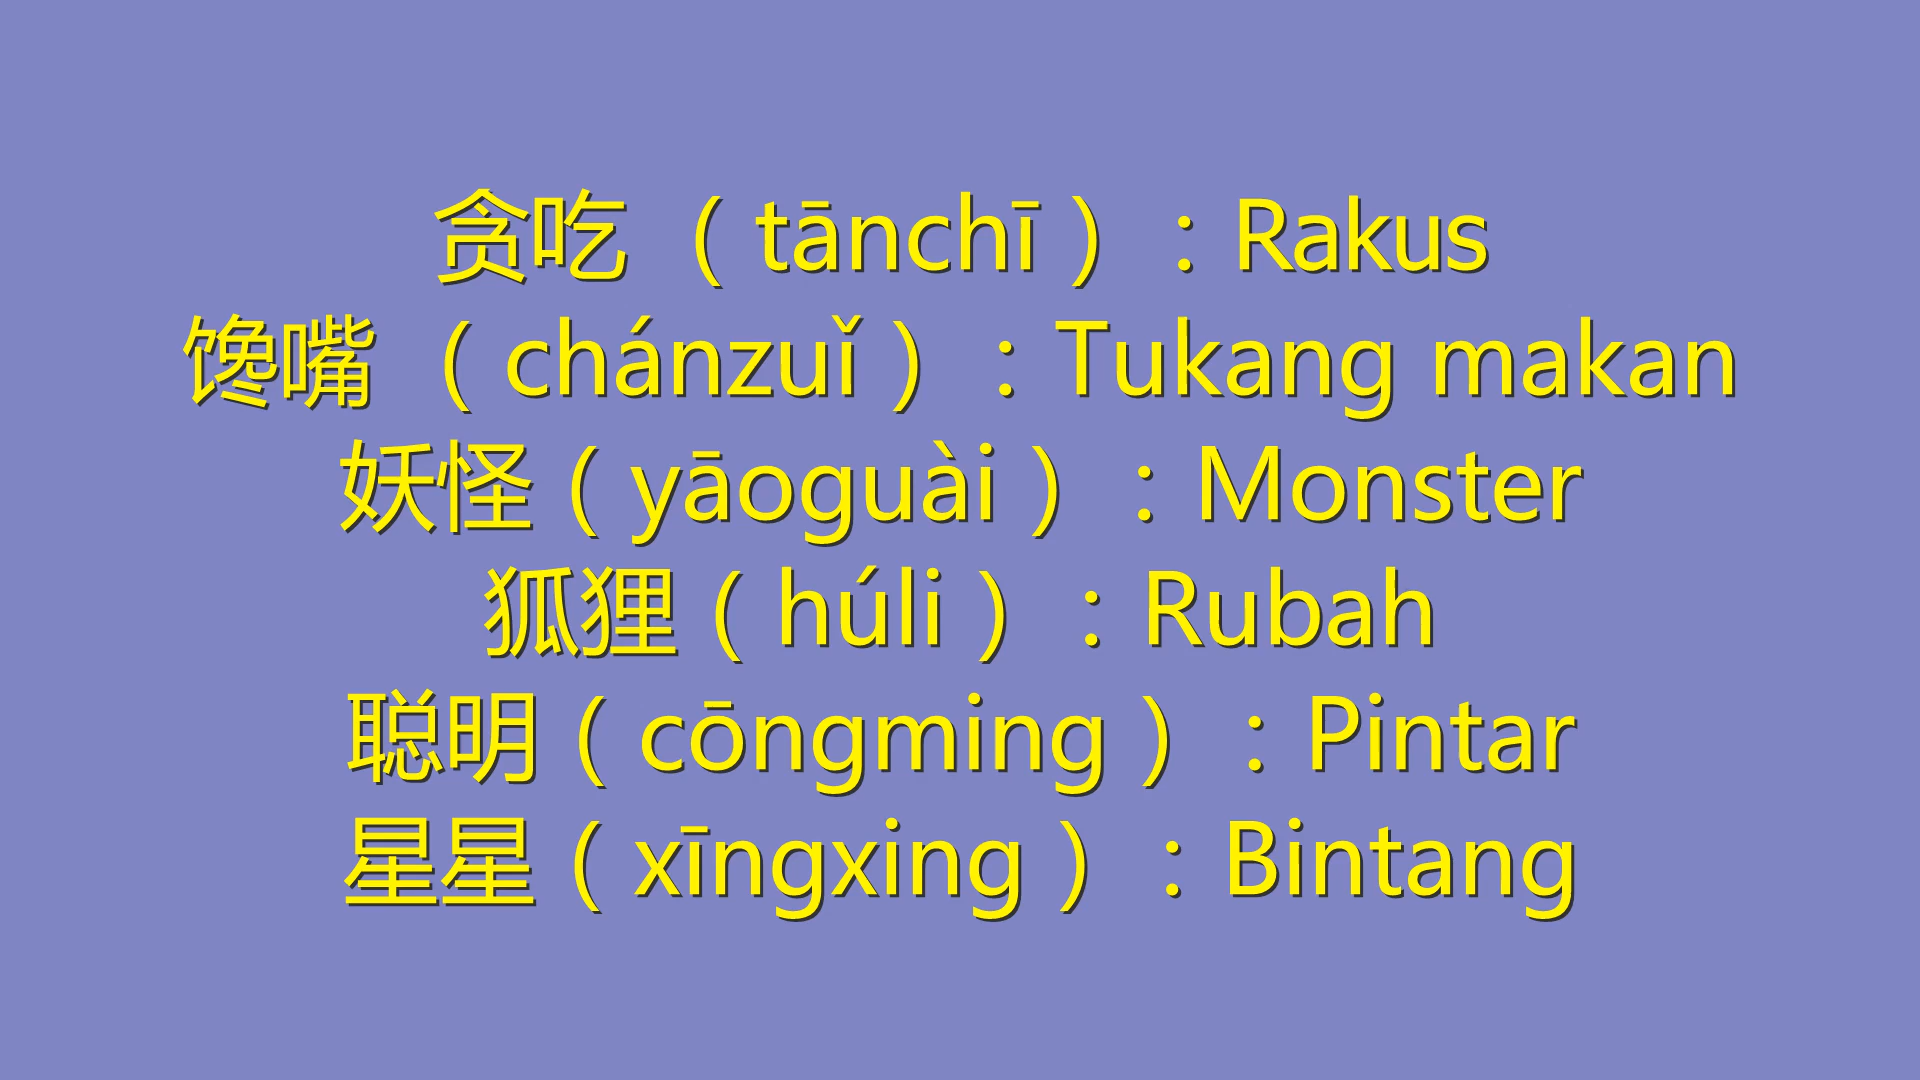 贪吃 （tānchī）：Rakus
馋嘴 （chánzuǐ）：Tukang makan
妖怪（yāoguài）：Monster
狐狸（húli）：Rubah
聪明（cōngming）：Pintar
星星（xīngxing）：Bintang